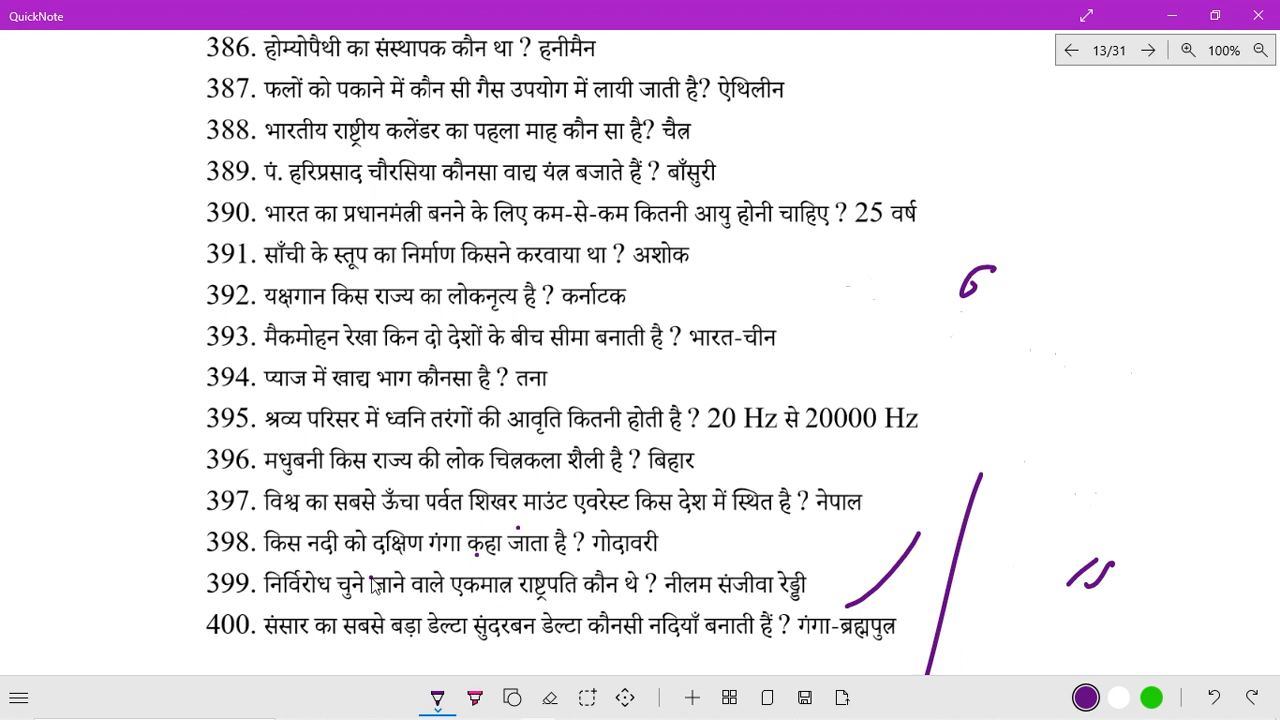 QuickNote
13/31
100%
386. होम्योपैथी का संस्थापक कौन था ? हनीमैन
387. फलों को पकाने में कौन सी गैस उपयोग में लायी जाती है? ऐथिलीन
388. भारतीय राष्ट्रीय कलेंडर का पहला माह कौन सा है? चैत्र
389. पं. हरिप्रसाद चौरसिया कौनसा वाद्य यंत्र बजाते हैं ? बाँसुरी
390. भारत का प्रधानमंत्री बनने के लिए कम-से-कम कितनी आयु होनी चाहिए ? 25 वर्ष
391. साँची के स्तूप का निर्माण किसने करवाया था ? अशोक
392. यक्षगान किस राज्य का लोकनृत्य है ? कर्नाटक
393. मैकमोहन रेखा किन दो देशों के बीच सीमा बनाती है ? भारत-चीन
394. प्याज में खाद्य भाग कौनसा है ? तना
395. श्रव्य परिसर में ध्वनि तरंगों की आवृति कितनी होती है ? 20 Hz से 20000 Hz
396. मधुबनी किस राज्य की लोक चित्रकला शैली है ? बिहार
397. विश्व का सबसे ऊँचा पर्वत शिखर माउंट एवरेस्ट किस देश में स्थित है ? नेपाल
398. किस नदी को दक्षिण गंगा कहा जाता है ? गोदावरी
399. निर्विरोध चुने जाने वाले एकमात्र राष्ट्रपति कौन थे ? नीलम संजीवा रेड्डी
400. संसार का सबसे बड़ा डेल्टा सुंदरबन डेल्टा कौनसी नदियाँ बनाती हैं ? गंगा-ब्रह्मपुत्र